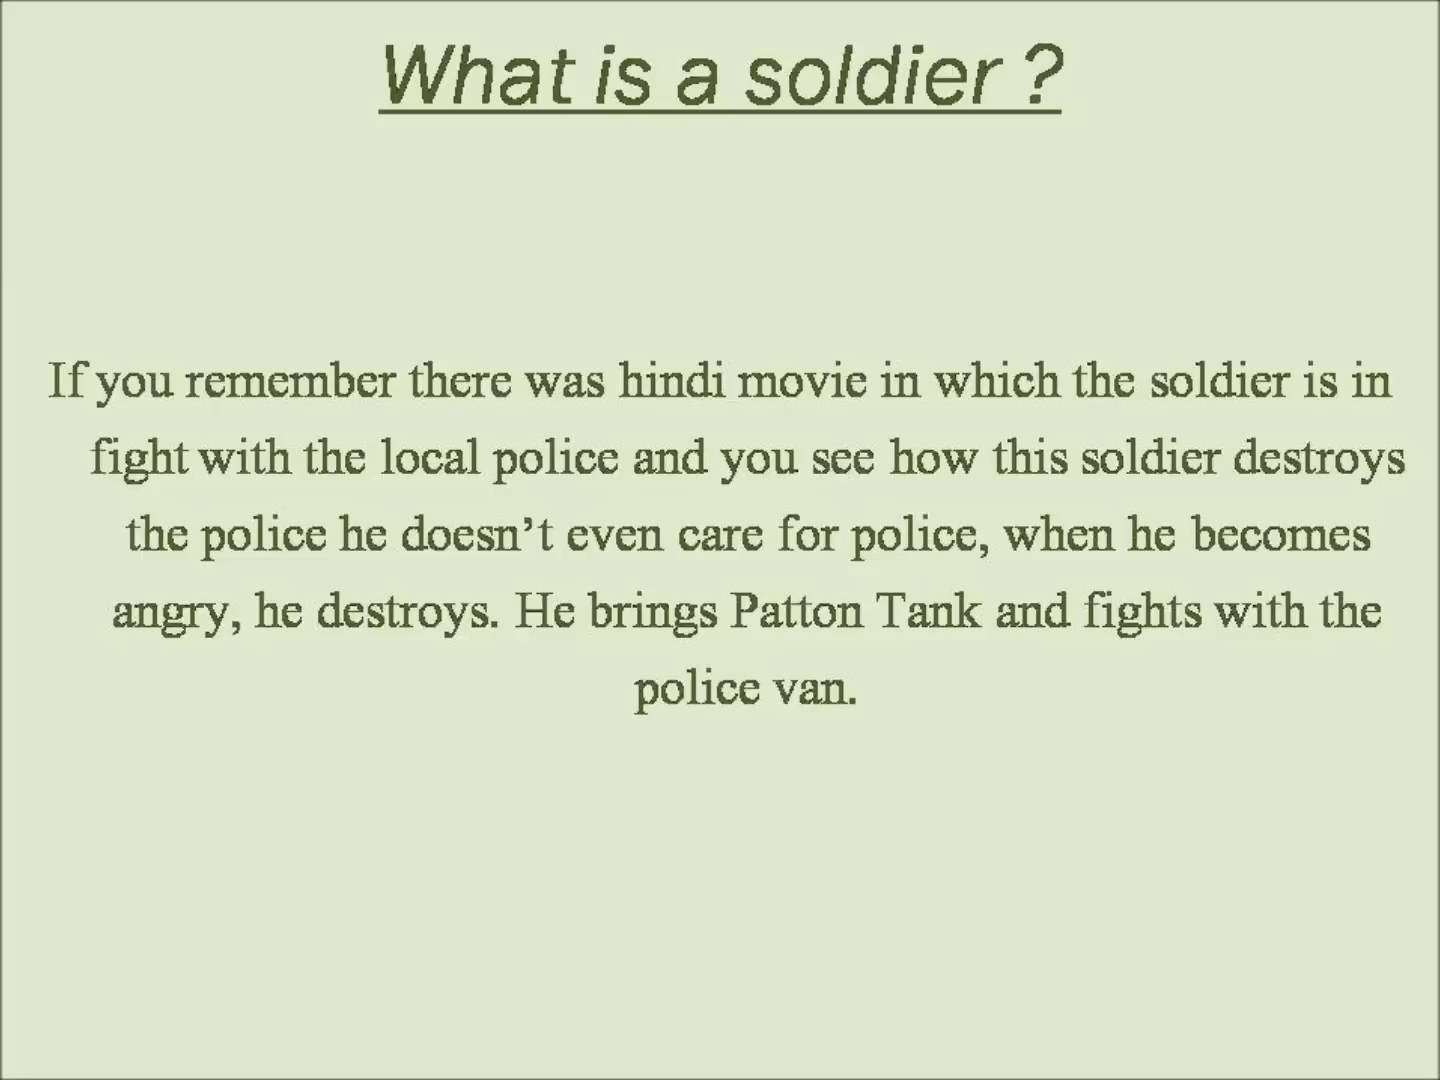 What is a soldier ?
If you remember there was hindi movie in which the soldier is in
fight with the local police and you see how this soldier destroys
the police he doesn’t even care for police, when he becomes
angry, he destroys. He brings Patton Tank and fights with the
police van.